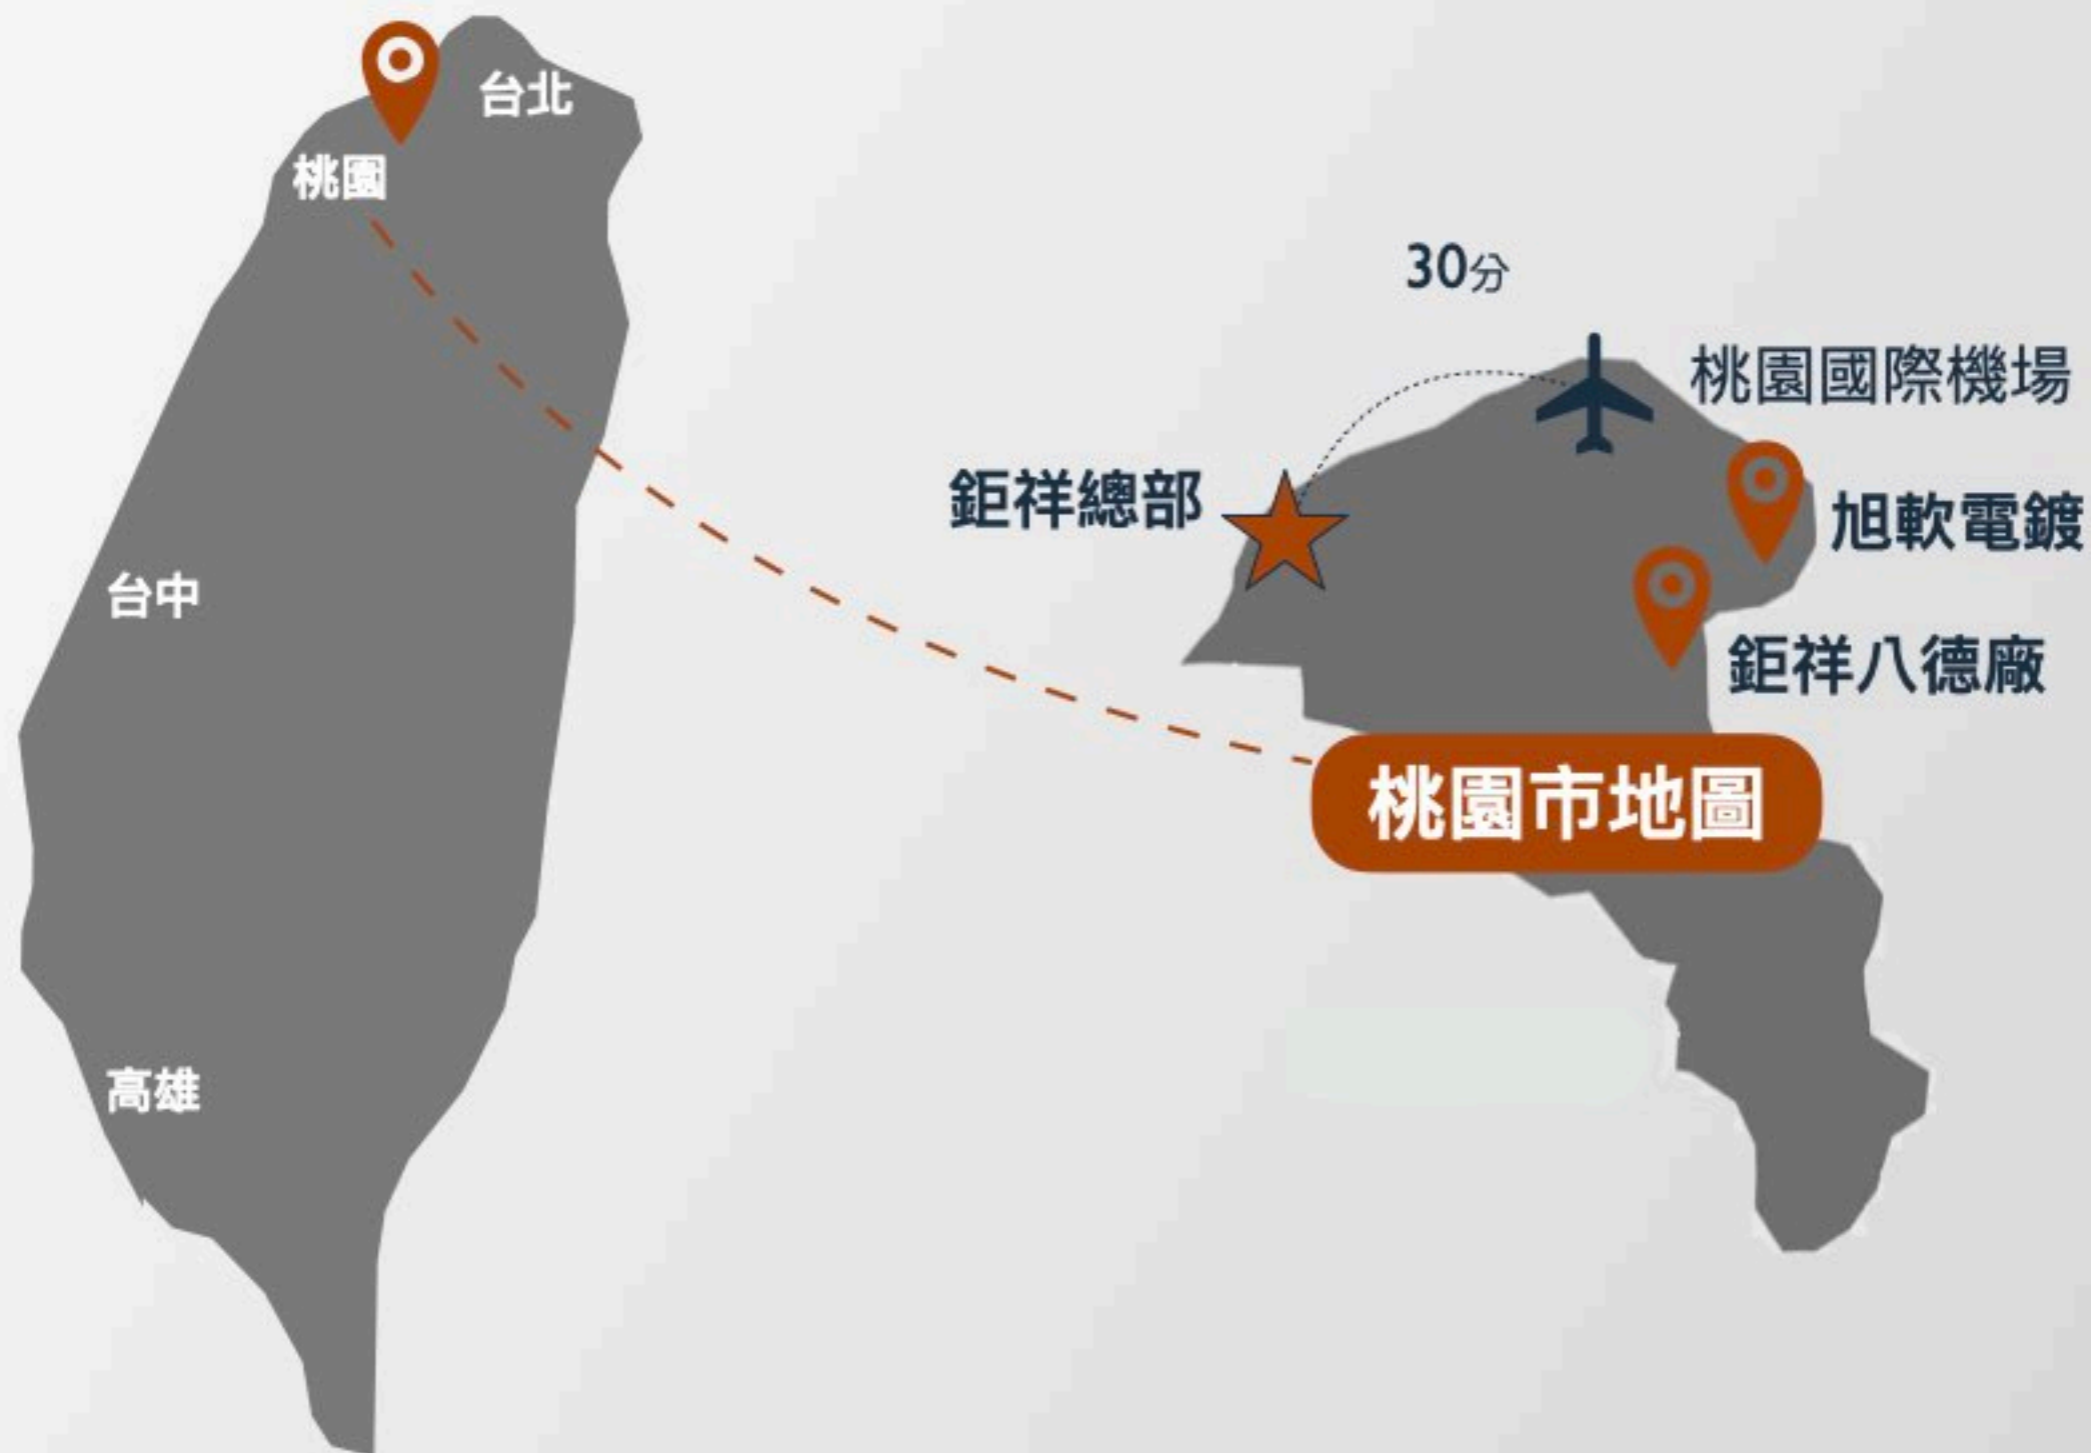 台北
桃園
台中
高雄
30分
桃園國際機場
鉅祥總部
旭軟電鍍
鉅祥八德廠
桃園市地圖